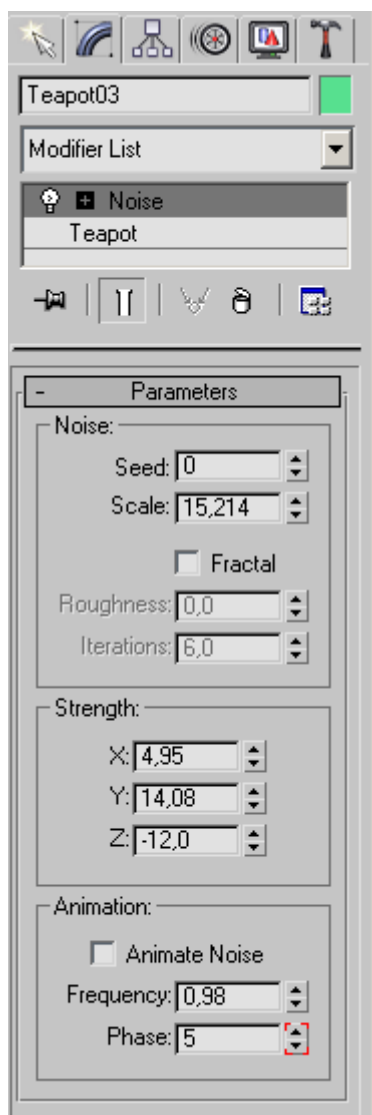 Teapot03
Modifier List
Noise
Teapot
- Parameters
Noise:
Seed: 0
Scale: 15,214
Fractal
Roughness: 0,0
Iterations: 6,0
Strength:
X: 4,95
Y: 14,08
Z: -12,0
Animation:
Animate Noise
Frequency: 0,98
Phase: 5